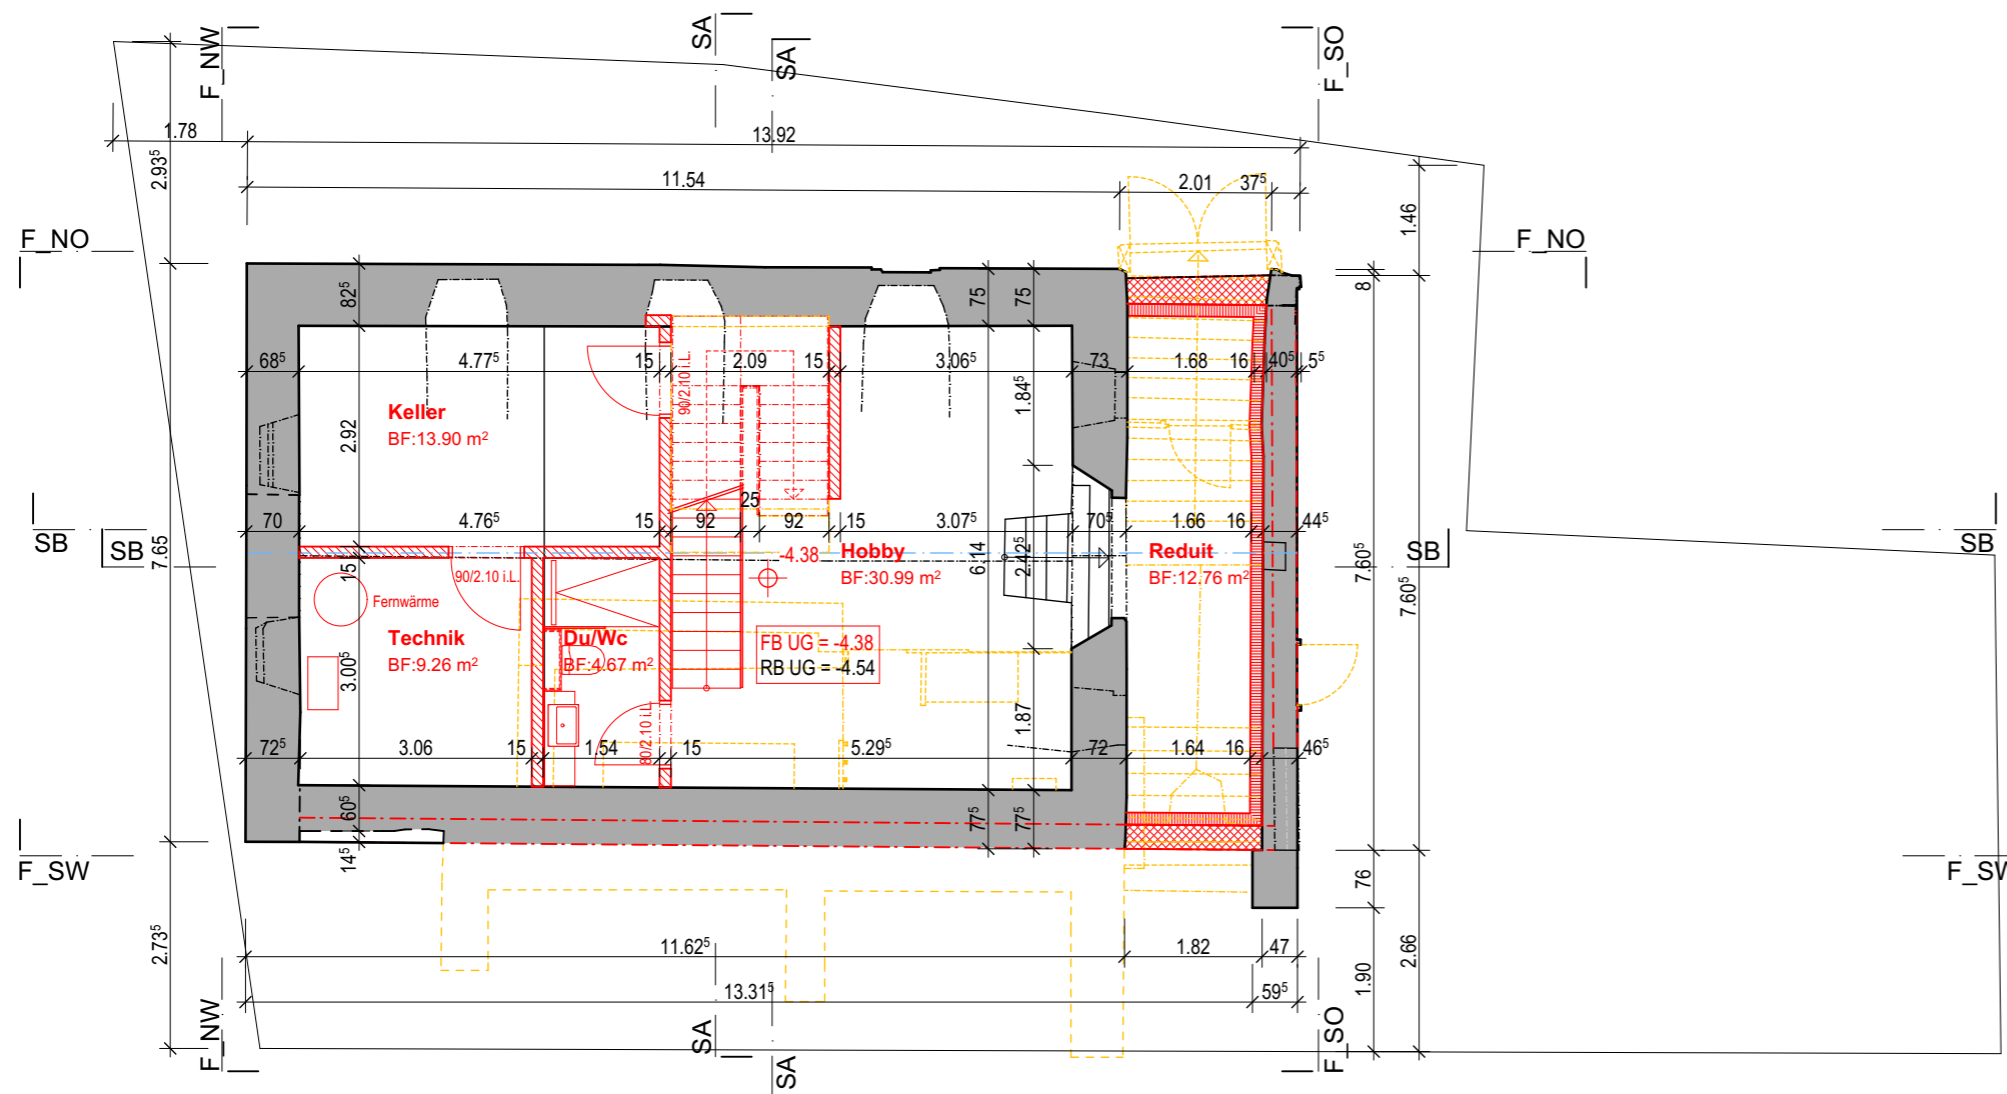 F_NW
SA
SA
F_SO
1.78
13.92
2.93⁵
11.54
2.01
37⁵
1.46
F_NO
F_NO
82⁵
75
75
8
68⁵
4.77⁵
15
2.09
15
3.06⁵
73
1.68
16
40⁵
5⁵
90/2.10 i.L.
1.84⁵
Keller
BF:13.90 m²
2.92
25
70
4.76⁵
15
92
92
15
3.07⁵
70⁵
1.66
16
44⁵
SB
SB
SB
SB
7.65
-4.38
Hobby
BF:30.99 m²
6.14
2.42⁵
Reduit
BF:12.76 m²
7.60⁵
7.60⁵
15
90/2.10 i.L.
Fernwärme
Technik
BF:9.26 m²
3.00⁵
Du/Wc
BF:4.67 m²
FB UG = -4.38
RB UG = -4.54
1.87
80/2.10 i.L.
72⁵
3.06
15
1.54
15
5.29⁵
72
1.64
16
46⁵
60⁵
77⁵
77⁵
14⁵
F_SW
F_SW
76
2.73⁵
11.62⁵
1.82
47
1.90
2.66
13.31⁵
59⁵
F_NW
SA
SA
F_SO